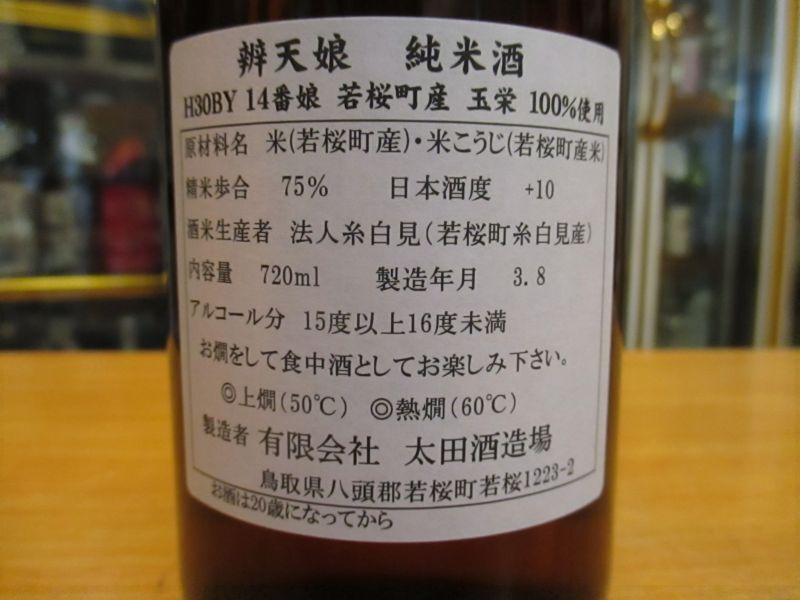 辨天娘 純米酒
H30BY 14番娘 若桜町産 玉栄 100%使用
原材料名 米(若桜町産)・米こうじ(若桜町産米)
精米歩合 75% 日本酒度 +10
酒米生産者 法人糸白見(若桜町糸白見産)
内容量 720ml 製造年月 3.8
アルコール分 15度以上16度未満
お燗をして食中酒としてお楽しみ下さい。
◎上燗(50℃) ◎熱燗(60℃)
製造者 有限会社 太田酒造場
鳥取県八頭郡若桜町若桜1223-2
お酒は20歳になってから